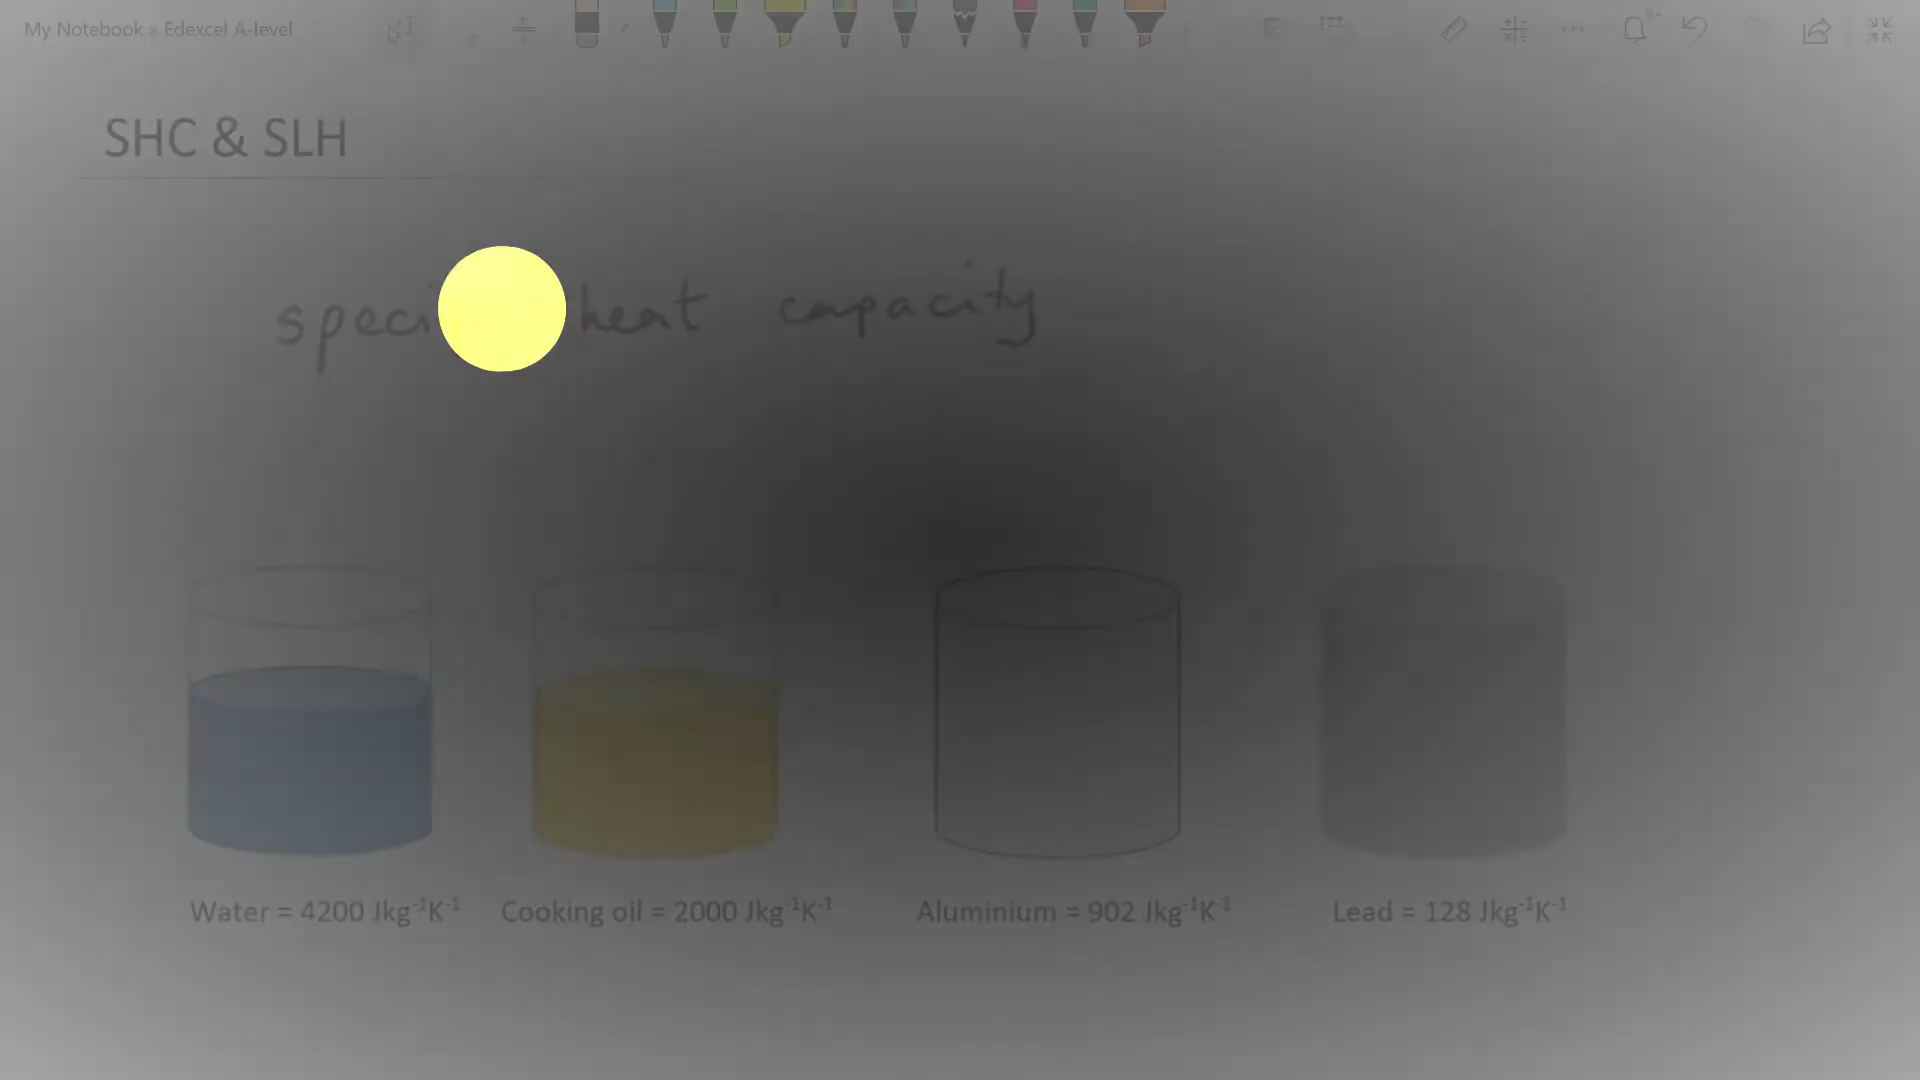 My Notebook » Edexcel A-level
SHC & SLH
heat capacity
Water = 4200 Jkg⁻¹K⁻¹ Cooking oil = 2000 Jkg⁻¹K⁻¹ Aluminium = 902 Jkg⁻¹K⁻¹ Lead = 128 Jkg⁻¹K⁻¹